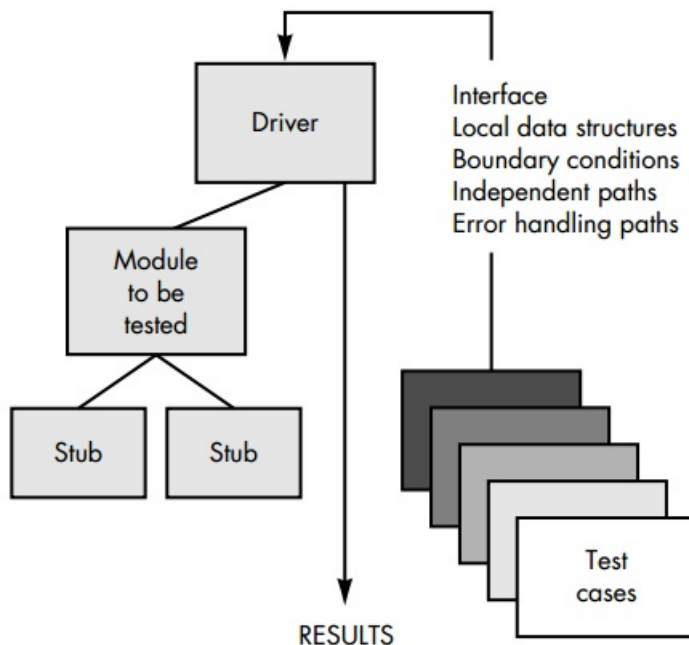 Driver
Interface
Local data structures
Boundary conditions
Independent paths
Error handling paths
Module
to be
tested
Stub
Stub
Test
cases
RESULTS